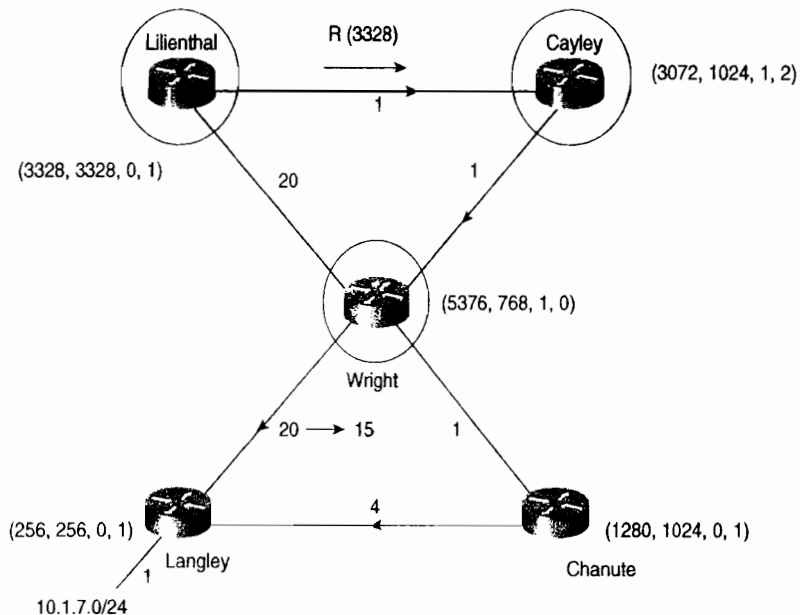 Lilienthal
R (3328)
Cayley
(3072, 1024, 1, 2)
1
(3328, 3328, 0, 1)
20
1
(5376, 768, 1, 0)
Wright
20
15
1
4
(256, 256, 0, 1)
Langley
(1280, 1024, 0, 1)
Chanute
1
10.1.7.0/24